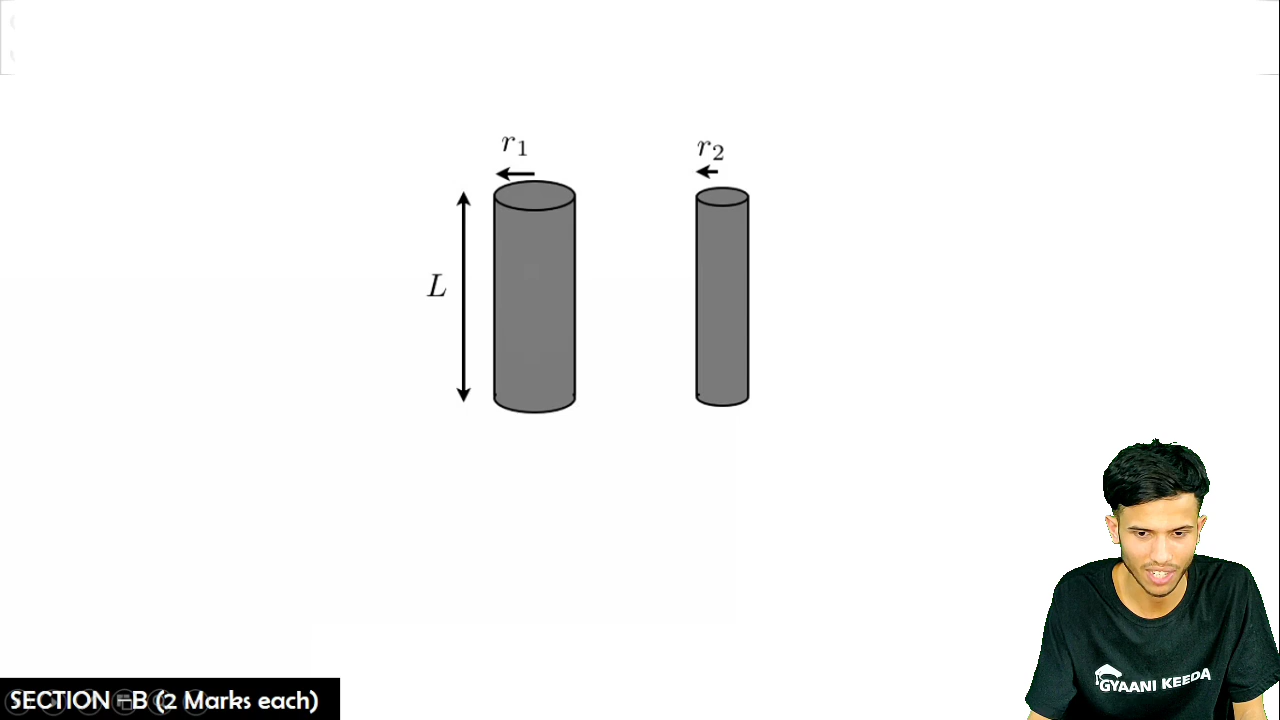 r₁
r₂
L
GYAANI KEEDA
SECTION -B (2 Marks each)